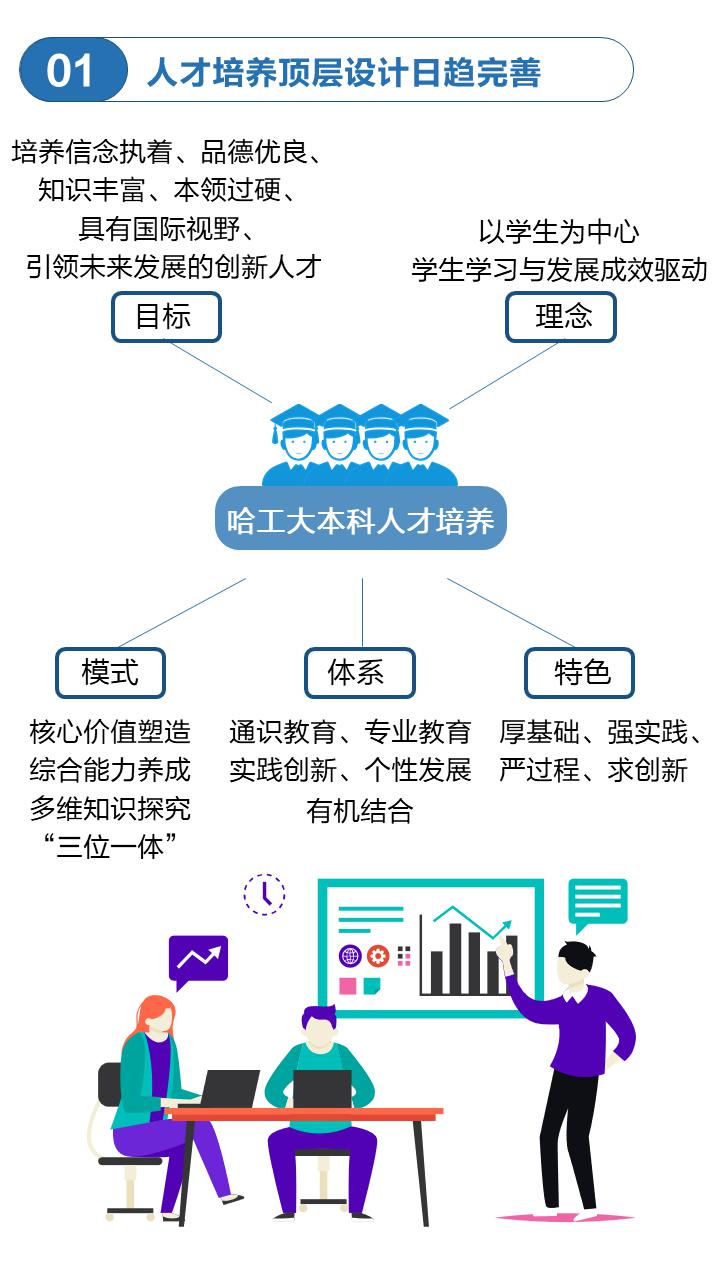 01 人才培养顶层设计日趋完善
培养信念执着、品德优良、
知识丰富、本领过硬、
具有国际视野、
引领未来发展的创新人才
目标
以学生为中心
学生学习与发展成效驱动
理念
哈工大本科人才培养
模式
核心价值塑造
综合能力养成
多维知识探究
“三位一体”
体系
通识教育、专业教育
实践创新、个性发展
有机结合
特色
厚基础、强实践、
严过程、求创新